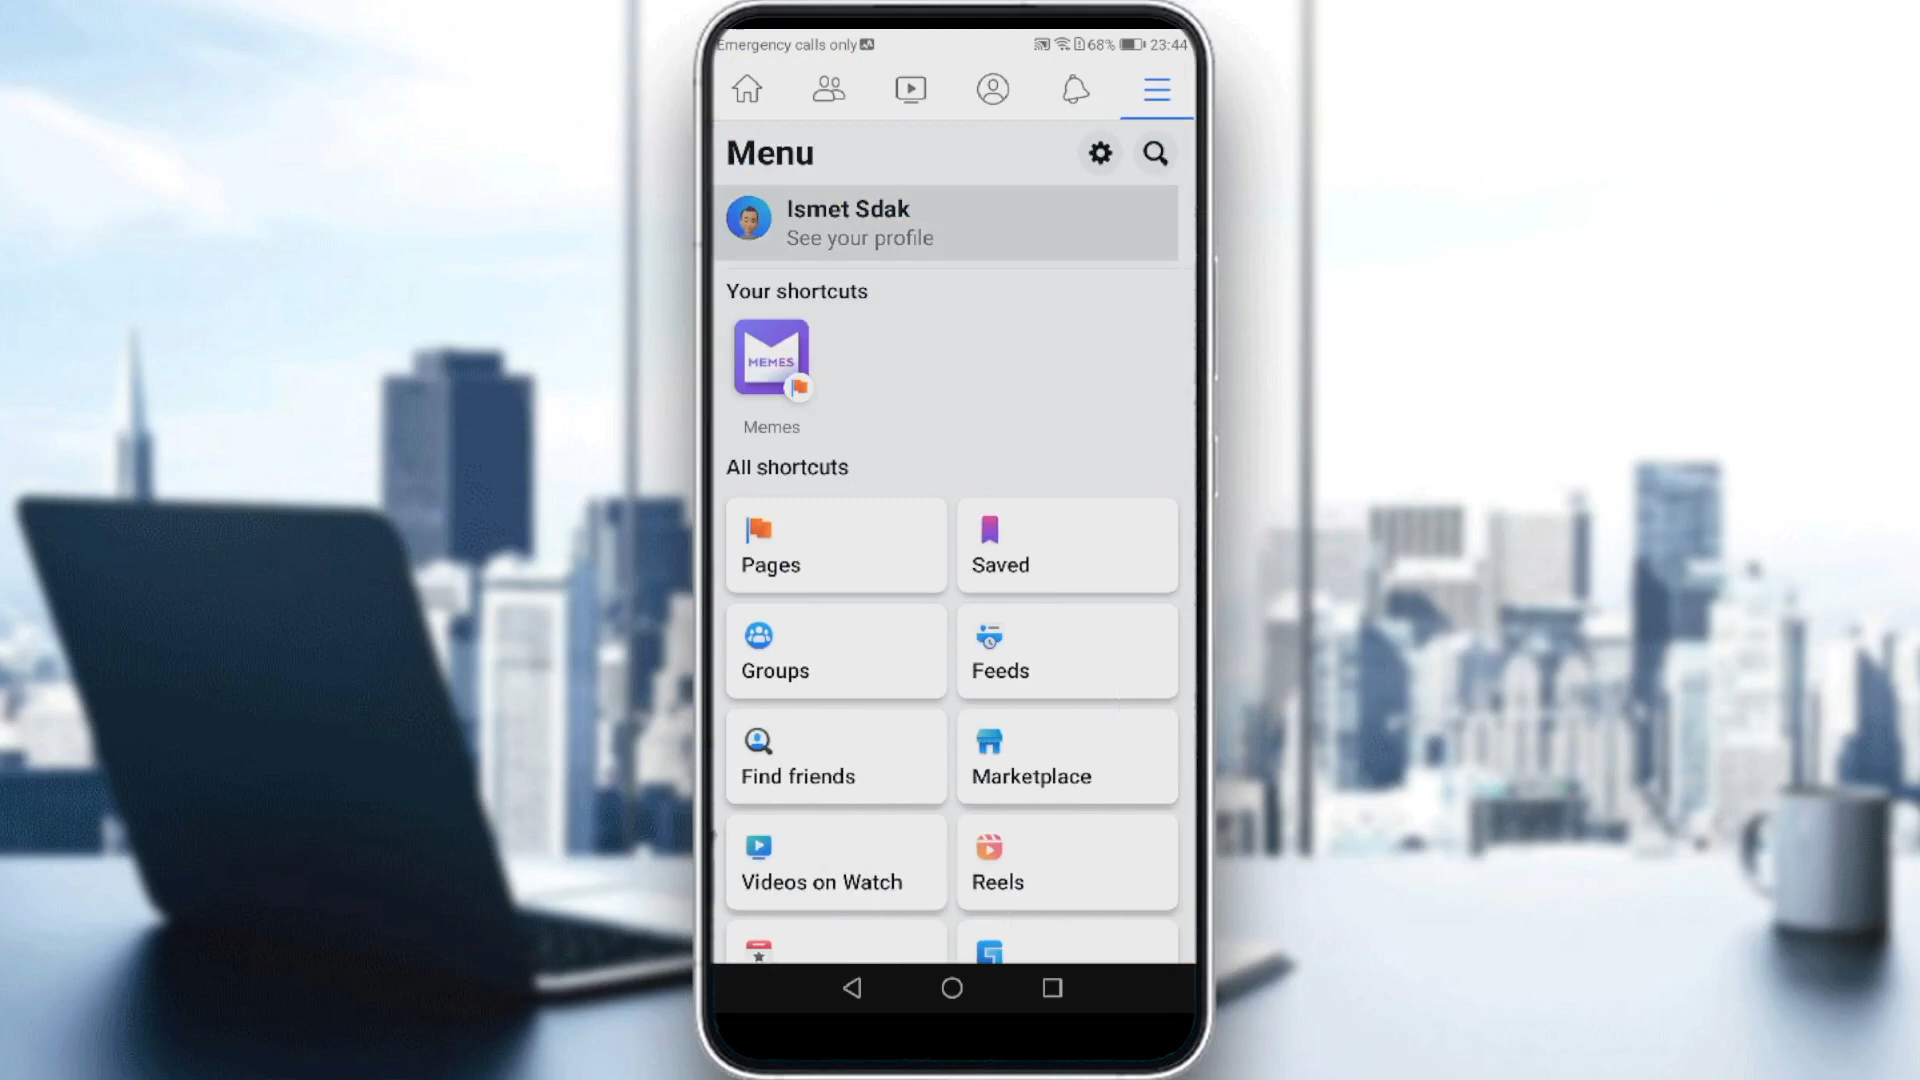 Emergency calls only 68% 23:44
Menu
Ismet Sdak
See your profile
Your shortcuts
MEMES
Memes
All shortcuts
Pages Saved
Groups Feeds
Find friends Marketplace
Videos on Watch Reels